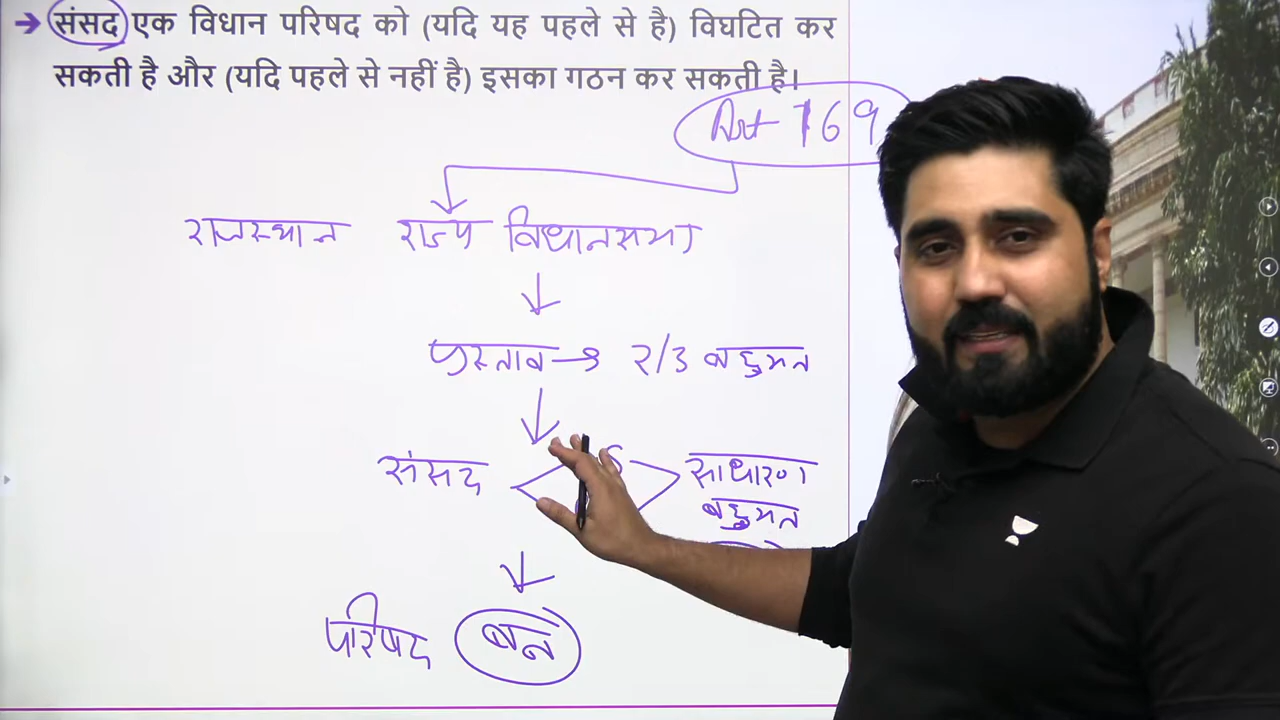 → संसद एक विधान परिषद को (यदि यह पहले से है) विघटित कर
सकती है और (यदि पहले से नहीं है) इसका गठन कर सकती है।
Art 169
राजस्थान राज्य विधानसभा
प्रस्ताव → 2/3 बहुमत
संसद
साधारण
बहुमत
परिषद बन